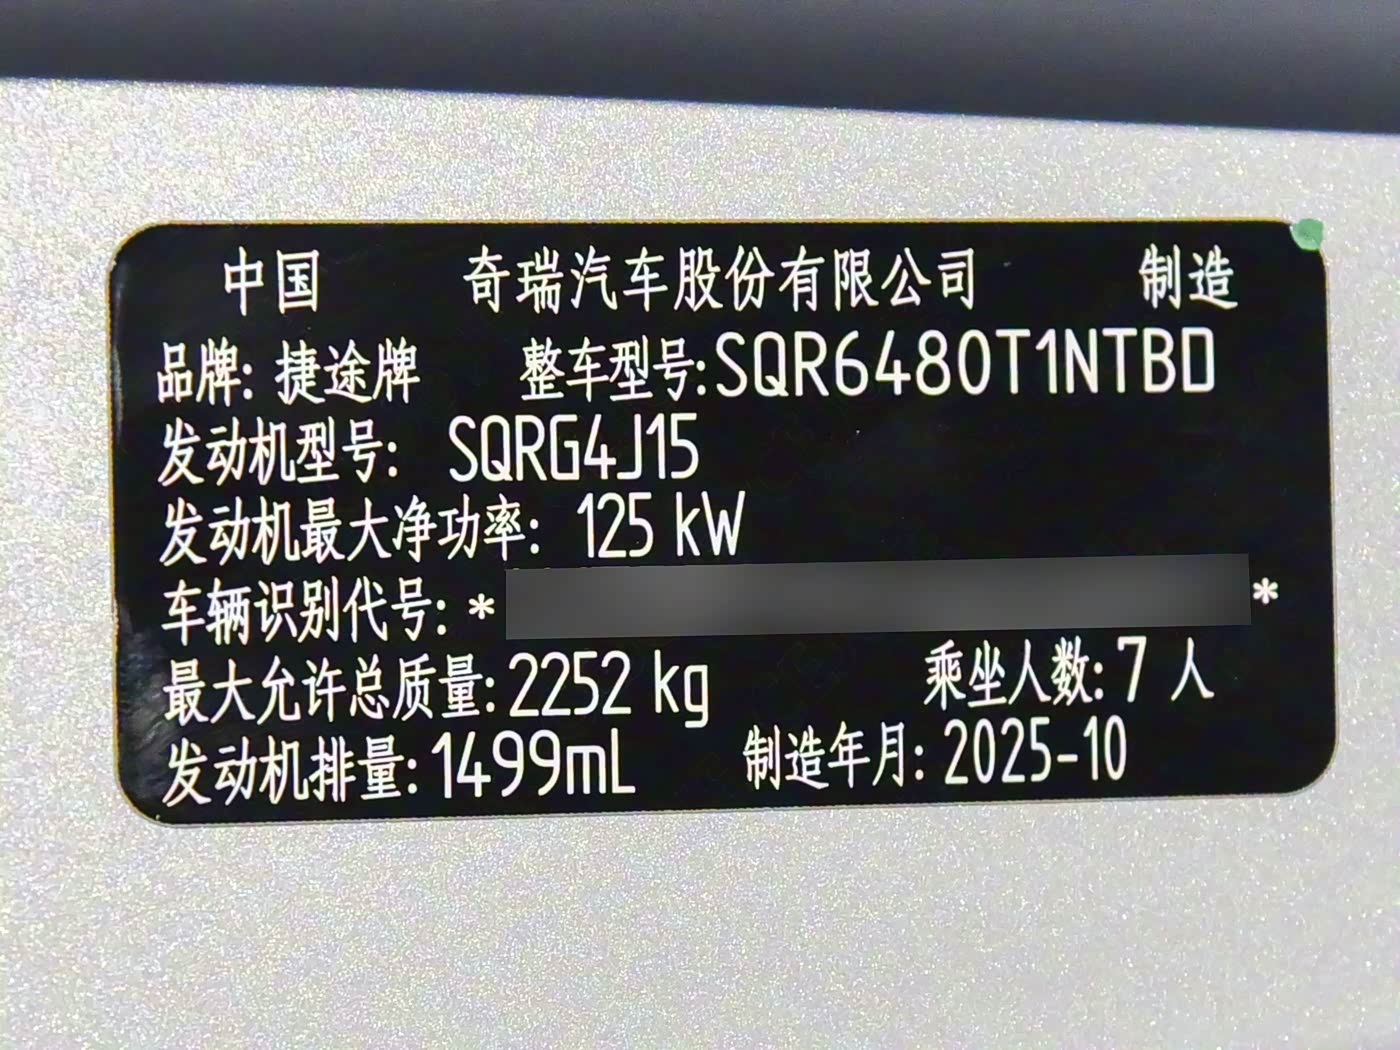 中国 奇瑞汽车股份有限公司 制造
品牌: 捷途牌 整车型号:SQR6480T1NTBD
发动机型号: SQRG4J15
发动机最大净功率: 125 kW
车辆识别代号: * *
最大允许总质量:2252 kg 乘坐人数:7 人
发动机排量:1499mL 制造年月:2025-10